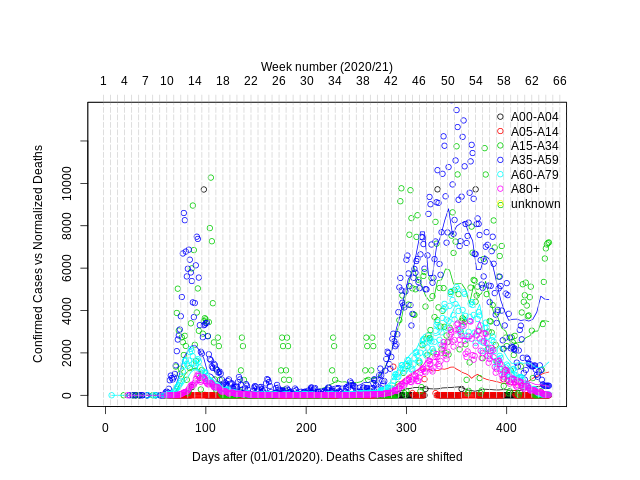 Week number (2020/21)
1 4 7 10 14 18 22 26 30 34 38 42 46 50 54 58 62 66
Confirmed Cases vs Normalized Deaths
10000
8000
6000
4000
2000
0
A00-A04
A05-A14
A15-A34
A35-A59
A60-A79
A80+
unknown
0 100 200 300 400
Days after (01/01/2020). Deaths Cases are shifted